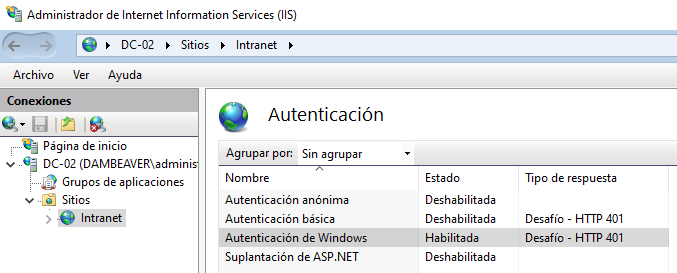 Administrador de Internet Information Services (IIS)
DC-02 Sitios Intranet
Archivo Ver Ayuda
Conexiones
Página de inicio
DC-02 (DAMBEAVER\adminis
Grupos de aplicaciones
Sitios
Intranet
Autenticación
Agrupar por: Sin agrupar
Nombre Estado Tipo de respuesta
Autenticación anónima Deshabilitada
Autenticación básica Deshabilitada Desafío - HTTP 401
Autenticación de Windows Habilitada Desafío - HTTP 401
Suplantación de ASP.NET Deshabilitada